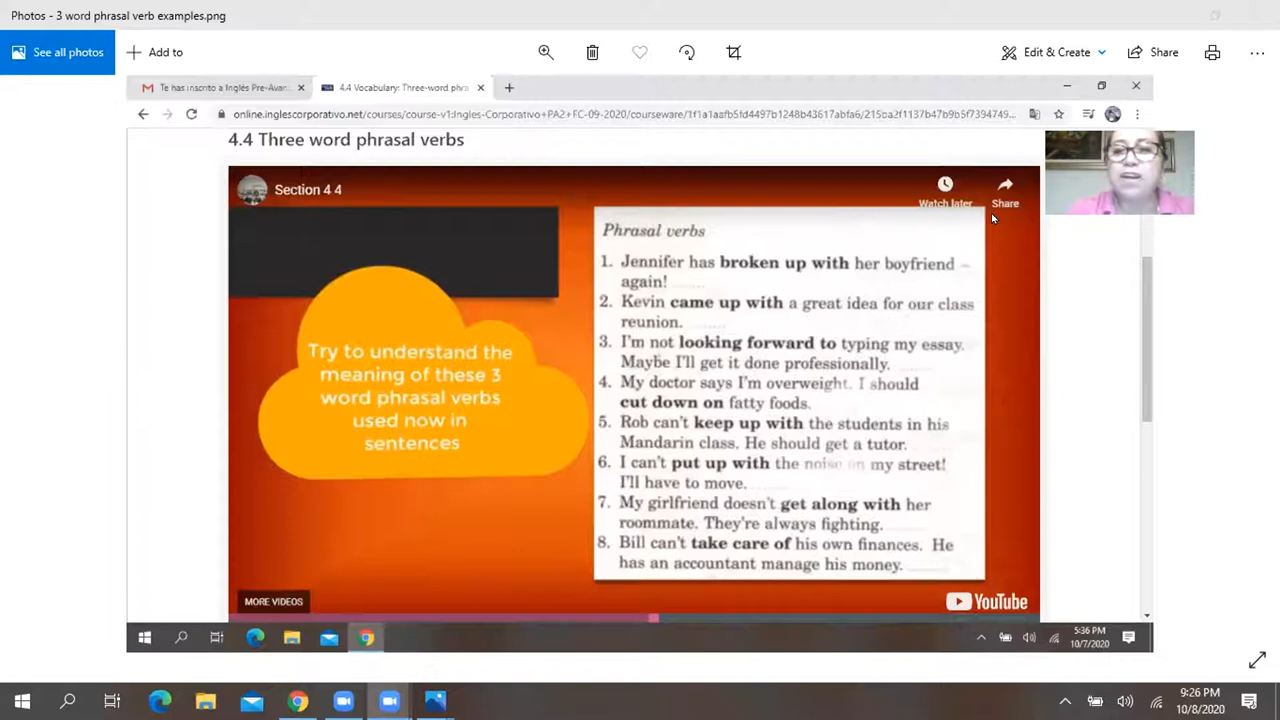 Photos - 3 word phrasal verb examples.png
See all photos
Add to
Edit & Create
Share
Te has inscrito a Inglés Pre-Avan
4.4 Vocabulary: Three-word phra
4.4 Three word phrasal verbs
Section 4 4
Watch later
Share
Phrasal verbs
1. Jennifer has broken up with her boyfriend –
again!
2. Kevin came up with a great idea for our class
reunion.
3. I'm not looking forward to typing my essay.
Maybe I'll get it done professionally.
4. My doctor says I'm overweight. I should
cut down on fatty foods.
5. Rob can't keep up with the students in his
Mandarin class. He should get a tutor.
6. I can't put up with the noise on my street!
I'll have to move.
7. My girlfriend doesn't get along with her
roommate. They're always fighting.
8. Bill can't take care of his own finances. He
has an accountant manage his money.
Try to understand the
meaning of these 3
word phrasal verbs
used now in
sentences
MORE VIDEOS
YouTube
5:36 PM
10/7/2020
9:26 PM
10/8/2020